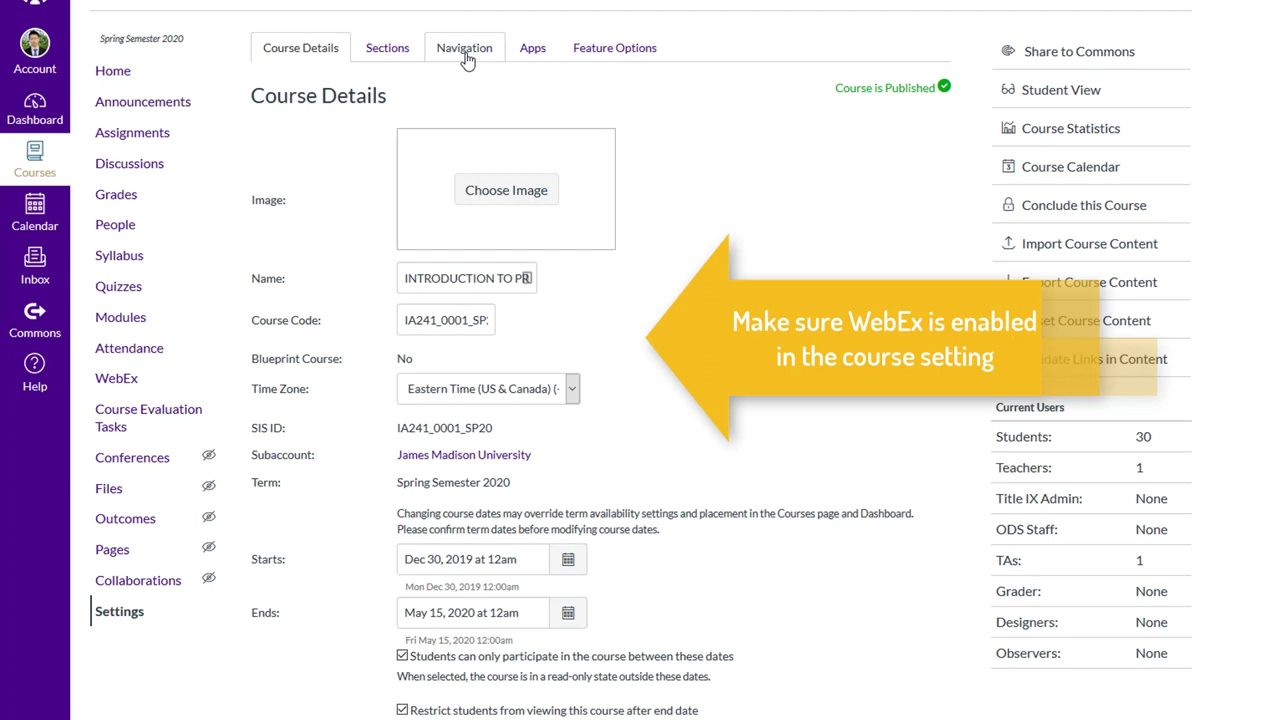 Account
Dashboard
Courses
Calendar
Inbox
Commons
Help
Spring Semester 2020
Home
Announcements
Assignments
Discussions
Grades
People
Syllabus
Quizzes
Modules
Attendance
WebEx
Course Evaluation
Tasks
Conferences
Files
Outcomes
Pages
Collaborations
Settings
Course Details
Sections
Navigation
Apps
Feature Options
Course Details
Course is Published
Image:
Choose Image
Name:
INTRODUCTION TO PR
Course Code:
IA241_0001_SP
Blueprint Course:
No
Time Zone:
Eastern Time (US & Canada) (-
SIS ID:
IA241_0001_SP20
Subaccount:
James Madison University
Term:
Spring Semester 2020
Changing course dates may override term availability settings and placement in the Courses page and Dashboard.
Please confirm term dates before modifying course dates.
Starts:
Dec 30, 2019 at 12am
Mon Dec 30, 2019 12:00am
Ends:
May 15, 2020 at 12am
Fri May 15, 2020 12:00am
Students can only participate in the course between these dates
When selected, the course is in a read-only state outside these dates.
Restrict students from viewing this course after end date
Make sure WebEx is enabled
in the course setting
Share to Commons
Student View
Course Statistics
3 Course Calendar
Conclude this Course
Import Course Content
Export Course Content
Course Content
Links in Content
Current Users
Students: 30
Teachers: 1
Title IX Admin: None
ODS Staff: None
TAs: 1
Grader: None
Designers: None
Observers: None